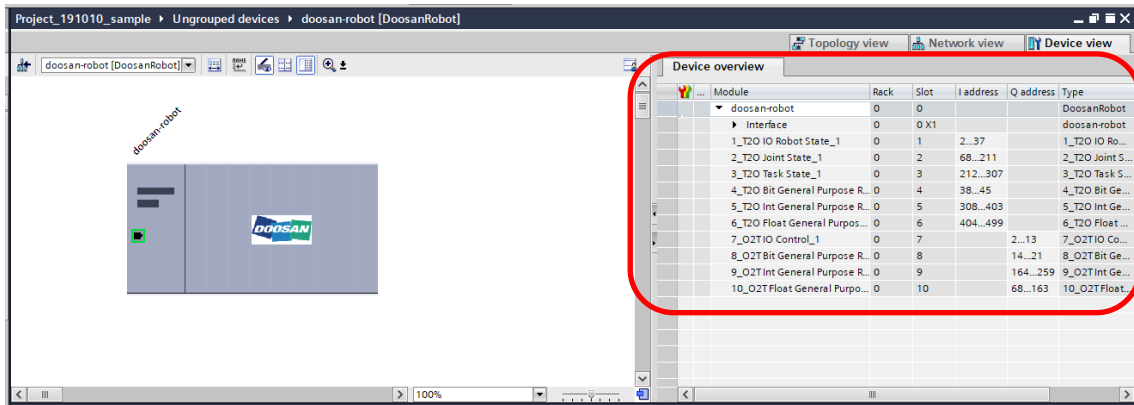 Project_191010_sample ▸ Ungrouped devices ▸ doosan-robot [DoosanRobot]
Topology view Network view Device view
doosan-robot [DoosanRobot]
Device overview
... Module Rack Slot I address Q address Type
doosan-robot 0 0 DoosanRobot
Interface 0 0 X1 doosan-robot
1_T2O IO Robot State_1 0 1 2...37 1_T2O IO Ro...
2_T2O Joint State_1 0 2 68...211 2_T2O Joint S...
3_T2O Task State_1 0 3 212...307 3_T2O Task S...
4_T2O Bit General Purpose R... 0 4 38...45 4_T2O Bit Ge...
5_T2O Int General Purpose R... 0 5 308...403 5_T2O Int Ge...
6_T2O Float General Purpos... 0 6 404...499 6_T2O Float ...
7_O2T IO Control_1 0 7 2...13 7_O2T IO Co...
8_O2T Bit General Purpose R... 0 8 14...21 8_O2T Bit Ge...
9_O2T Int General Purpose R... 0 9 164...259 9_O2T Int Ge...
10_O2T Float General Purpo... 0 10 68...163 10_O2T Float...
doosan-robot
DOOSAN
100%